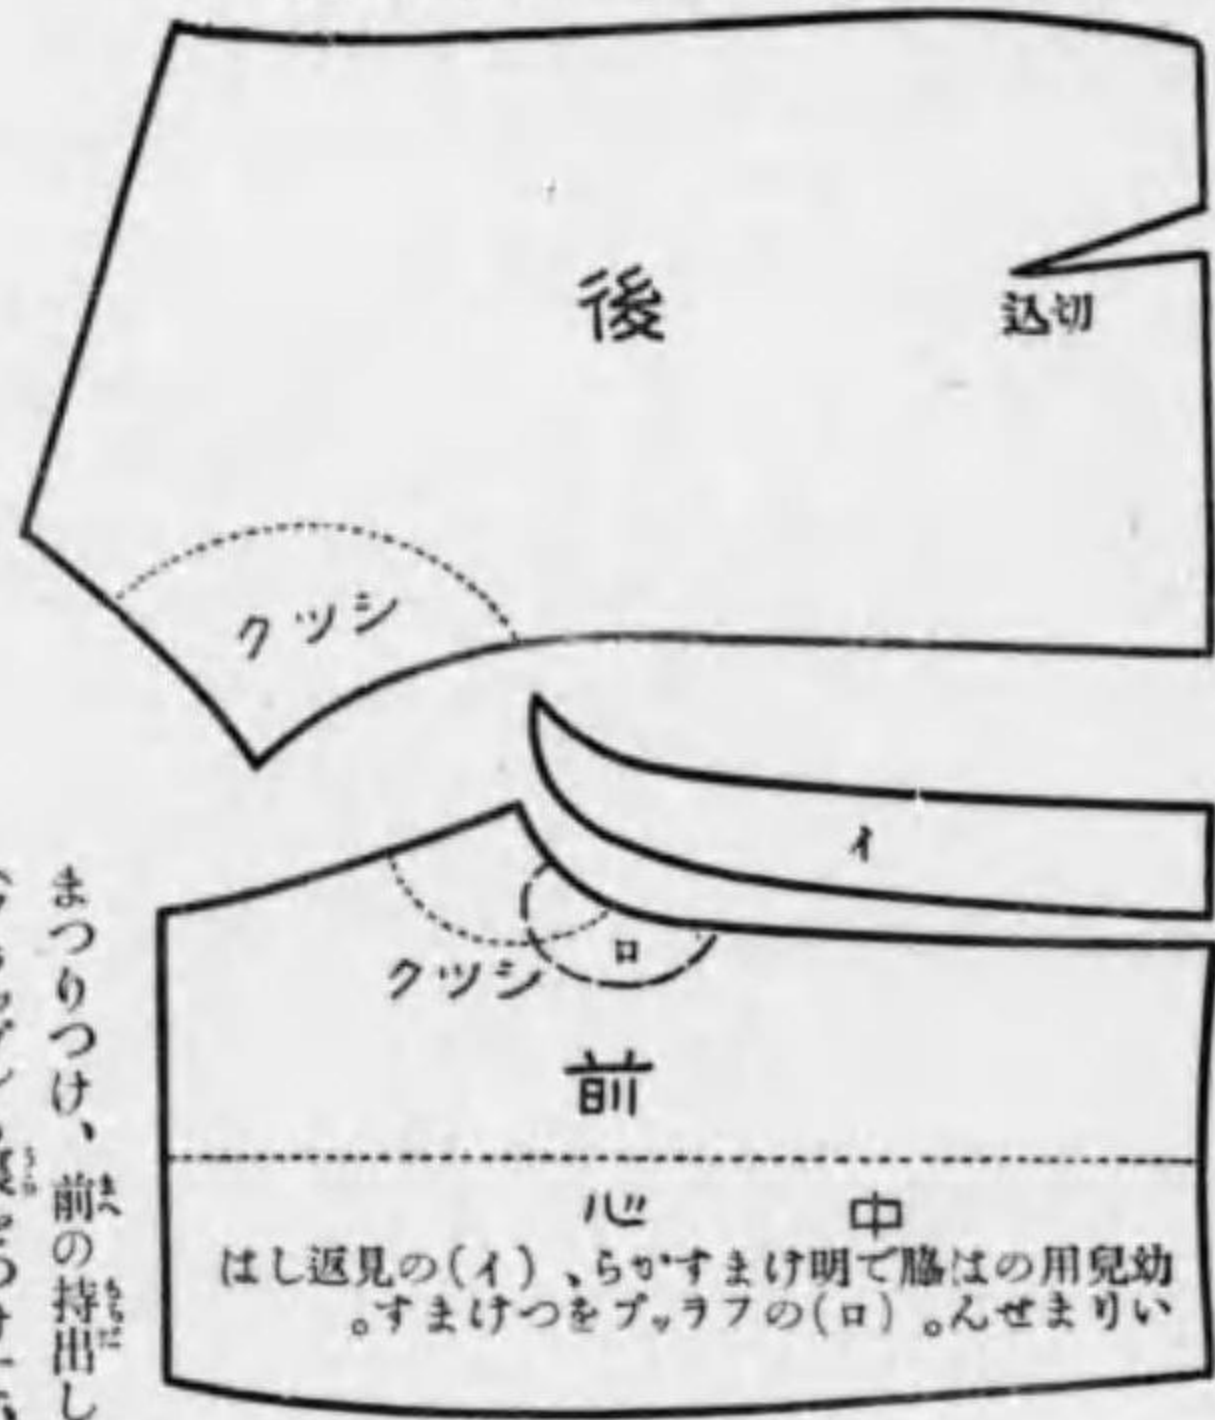 後
切込
シツク
イ
ロ
シツク
前
中心
幼兒用のは脇で明けますから、(イ)の見返しは
いりません。(ロ)のフラップをつけます。
まつりつけ、前の持出し